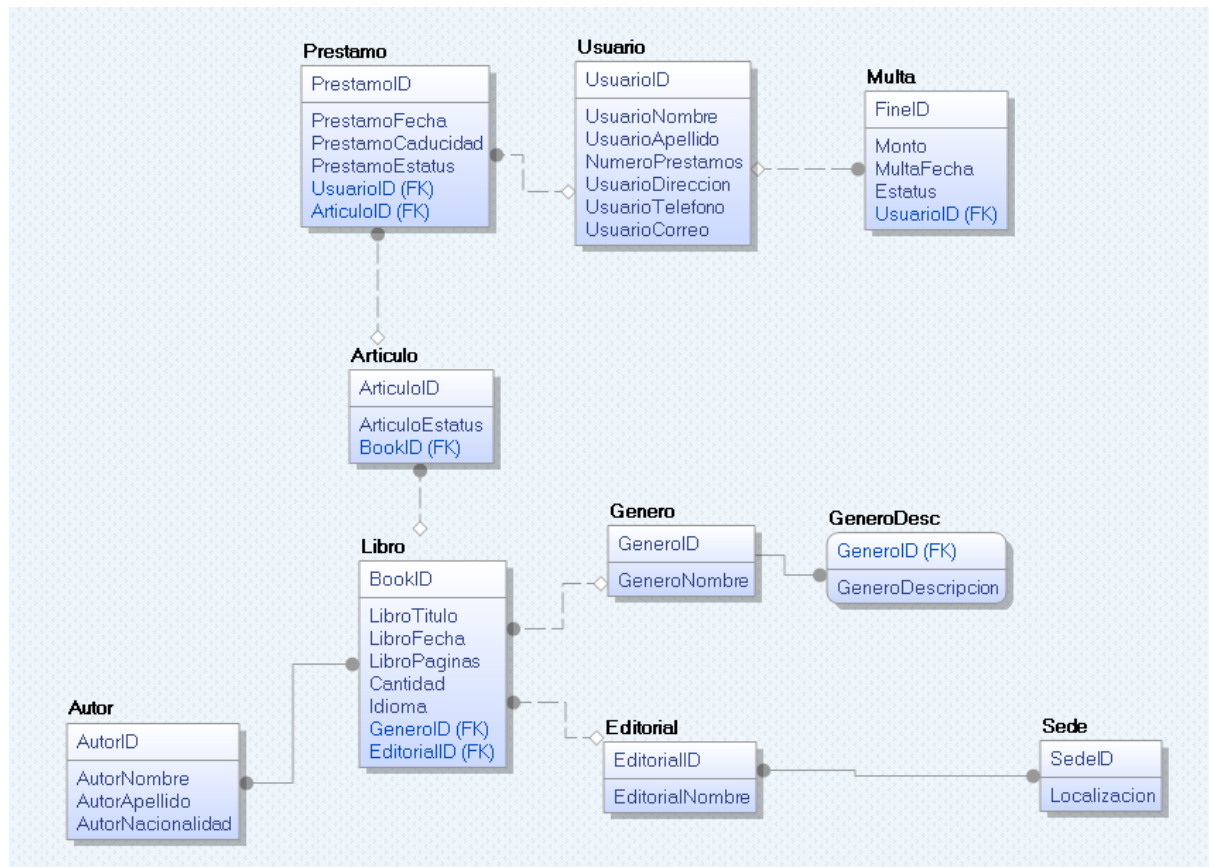 Prestamo
PrestamoID
PrestamoFecha
PrestamoCaducidad
PrestamoEstatus
UsuarioID (FK)
ArticuloID (FK)
Usuario
UsuarioID
UsuarioNombre
UsuarioApellido
NumeroPrestamos
UsuarioDireccion
UsuarioTelefono
UsuarioCorreo
Multa
FineID
Monto
MultaFecha
Estatus
UsuarioID (FK)
Articulo
ArticuloID
ArticuloEstatus
BookID (FK)
Libro
BookID
LibroTitulo
LibroFecha
LibroPaginas
Cantidad
Idioma
GeneroID (FK)
EditorialID (FK)
Genero
GeneroID
GeneroNombre
GeneroDesc
GeneroID (FK)
GeneroDescripcion
Autor
AutorID
AutorNombre
AutorApellido
AutorNacionalidad
Editorial
EditorialID
EditorialNombre
Sede
SedeID
Localizacion